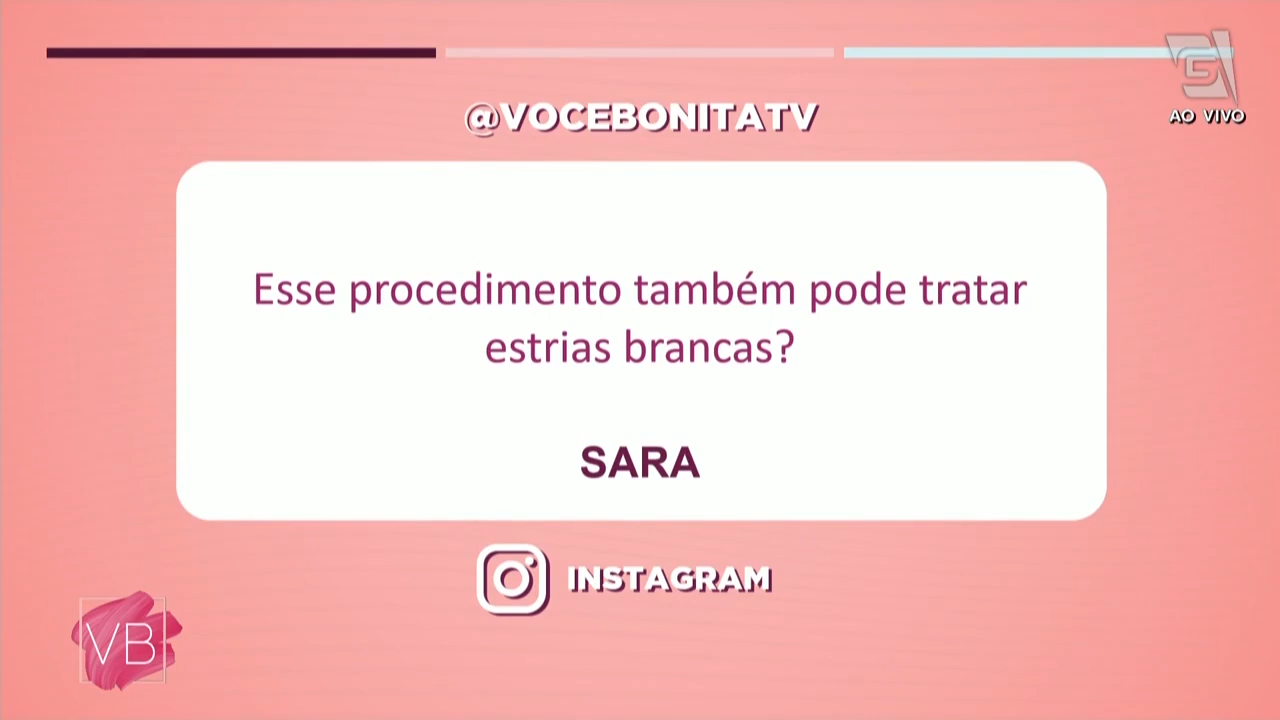 @VOCEBONITATV
AO VIVO
Esse procedimento também pode tratar
estrias brancas?
SARA
INSTAGRAM
VB